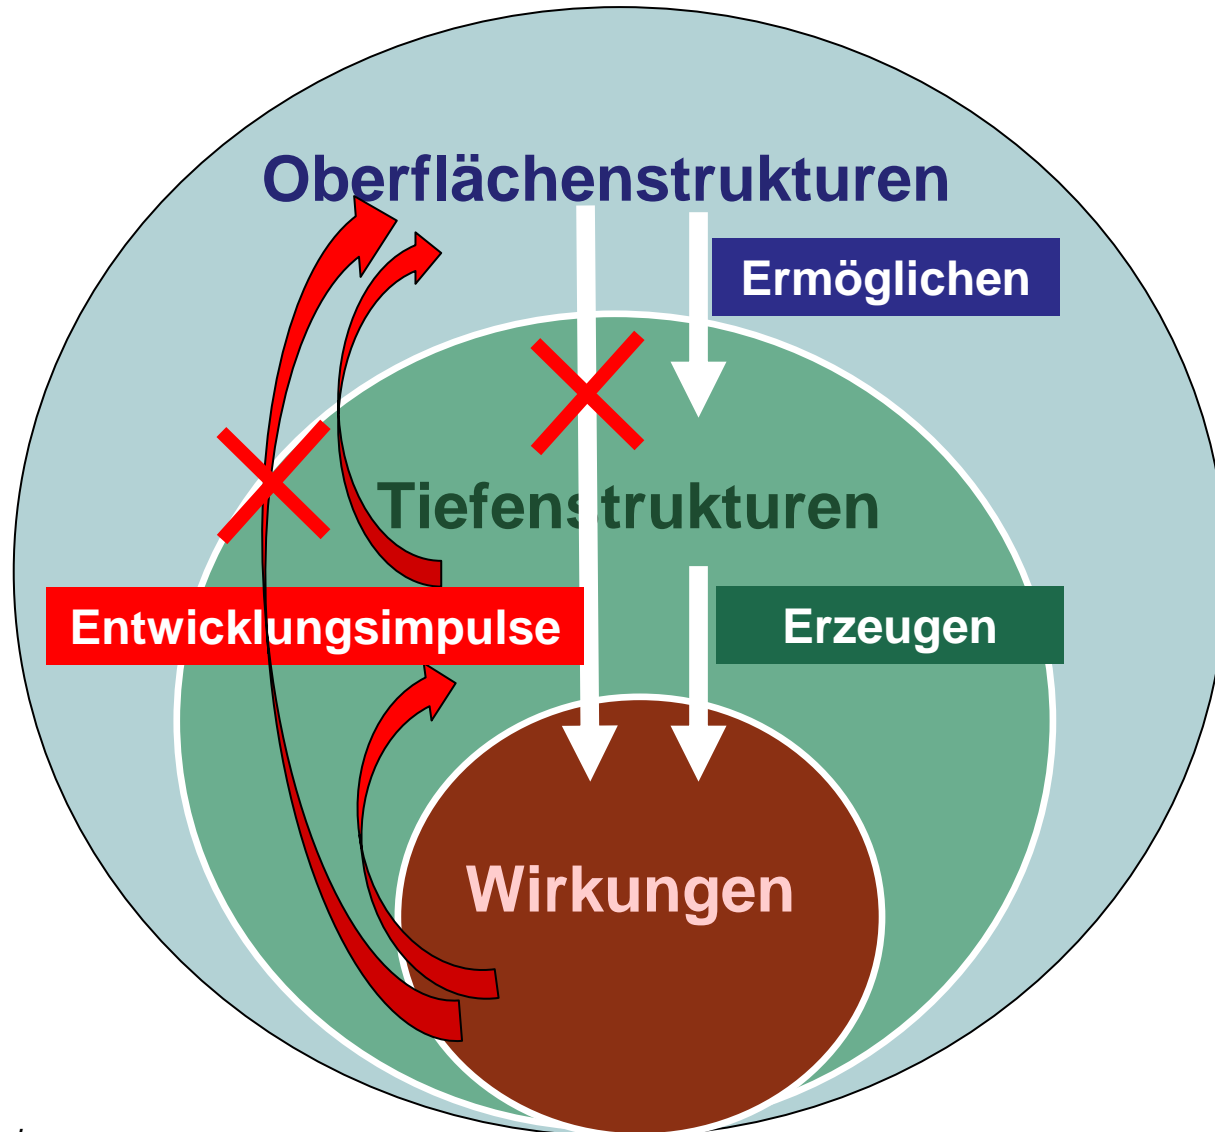 Oberflächenstrukturen
Ermöglichen
Tiefenstrukturen
Entwicklungsimpulse
Erzeugen
Wirkungen